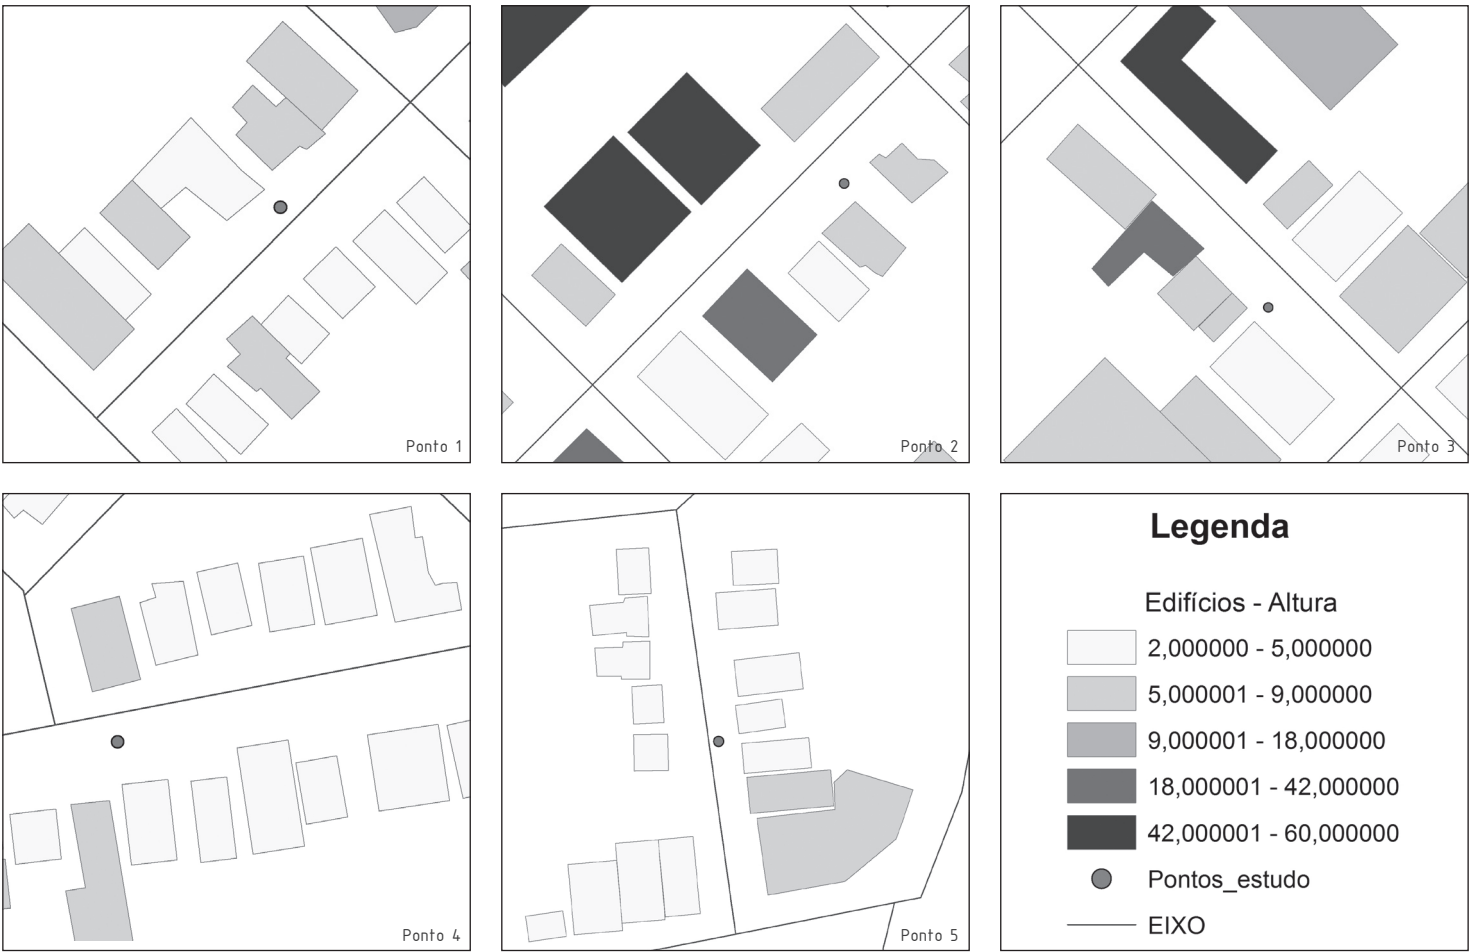 Ponto 1
Ponto 2
Ponto 3
Ponto 4
Ponto 5
Legenda
Edifícios - Altura
2,000000 - 5,000000
5,000001 - 9,000000
9,000001 - 18,000000
18,000001 - 42,000000
42,000001 - 60,000000
Pontos_estudo
EIXO